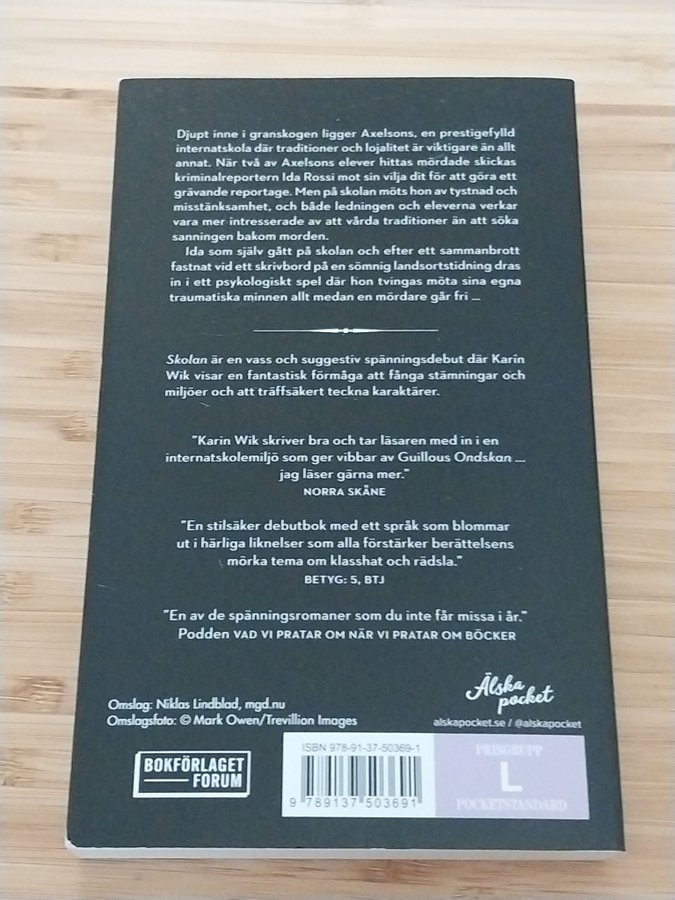 Djupt inne i granskogen ligger Axelsons, en prestigefylld
internatskola där traditioner och lojalitet är viktigare än allt
annat. När två av Axelsons elever hittas mördade skickas
kriminalreportern Ida Rossi mot sin vilja dit för att göra ett
grävande reportage. Men på skolan möts hon av tystnad och
misstänksamhet, och både ledningen och eleverna verkar
vara mer intresserade av att vårda traditioner än att söka
sanningen bakom morden.
Ida som själv gått på skolan och efter ett sammanbrott
fastnat vid ett skrivbord på en sömnig landsortstidning dras
in i ett psykologiskt spel där hon tvingas möta sina egna
traumatiska minnen allt medan en mördare går fri ...
Skolan är en vass och suggestiv spänningsdebut där Karin
Wik visar en fantastisk förmåga att fånga stämningar och
miljöer och att träffsäkert teckna karaktärer.
"Karin Wik skriver bra och tar läsaren med in i en
internatskolemiljö som ger vibbar av Guillous Ondskan ...
jag läser gärna mer."
NORRA SKÅNE
"En stilsäker debutbok med ett språk som blommar
ut i härliga liknelser som alla förstärker berättelsens
mörka tema om klasshat och rädsla."
BETYG: 5, BTJ
"En av de spänningsromaner som du inte får missa i år."
Podden VAD VI PRATAR OM NÄR VI PRATAR OM BÖCKER
Älska
pocket
Omslag: Niklas Lindblad, mgd.nu
Omslagsfoto: © Mark Owen/Trevillion Images
alskapocket.se / @alskapocket
BOKFÖRLAGET
FORUM
ISBN 978-91-37-50369-1
9 789137 503691
PRISGRUPP
L
POCKETSTANDARD